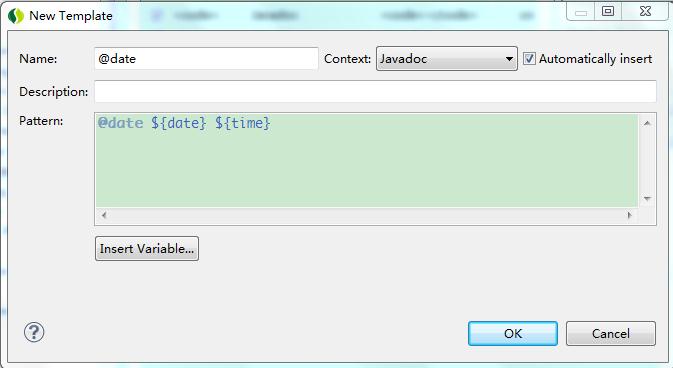 New Template
Name: @date Context: Javadoc Automatically insert
Description:
Pattern: @date ${date} ${time}
Insert Variable...
? OK Cancel